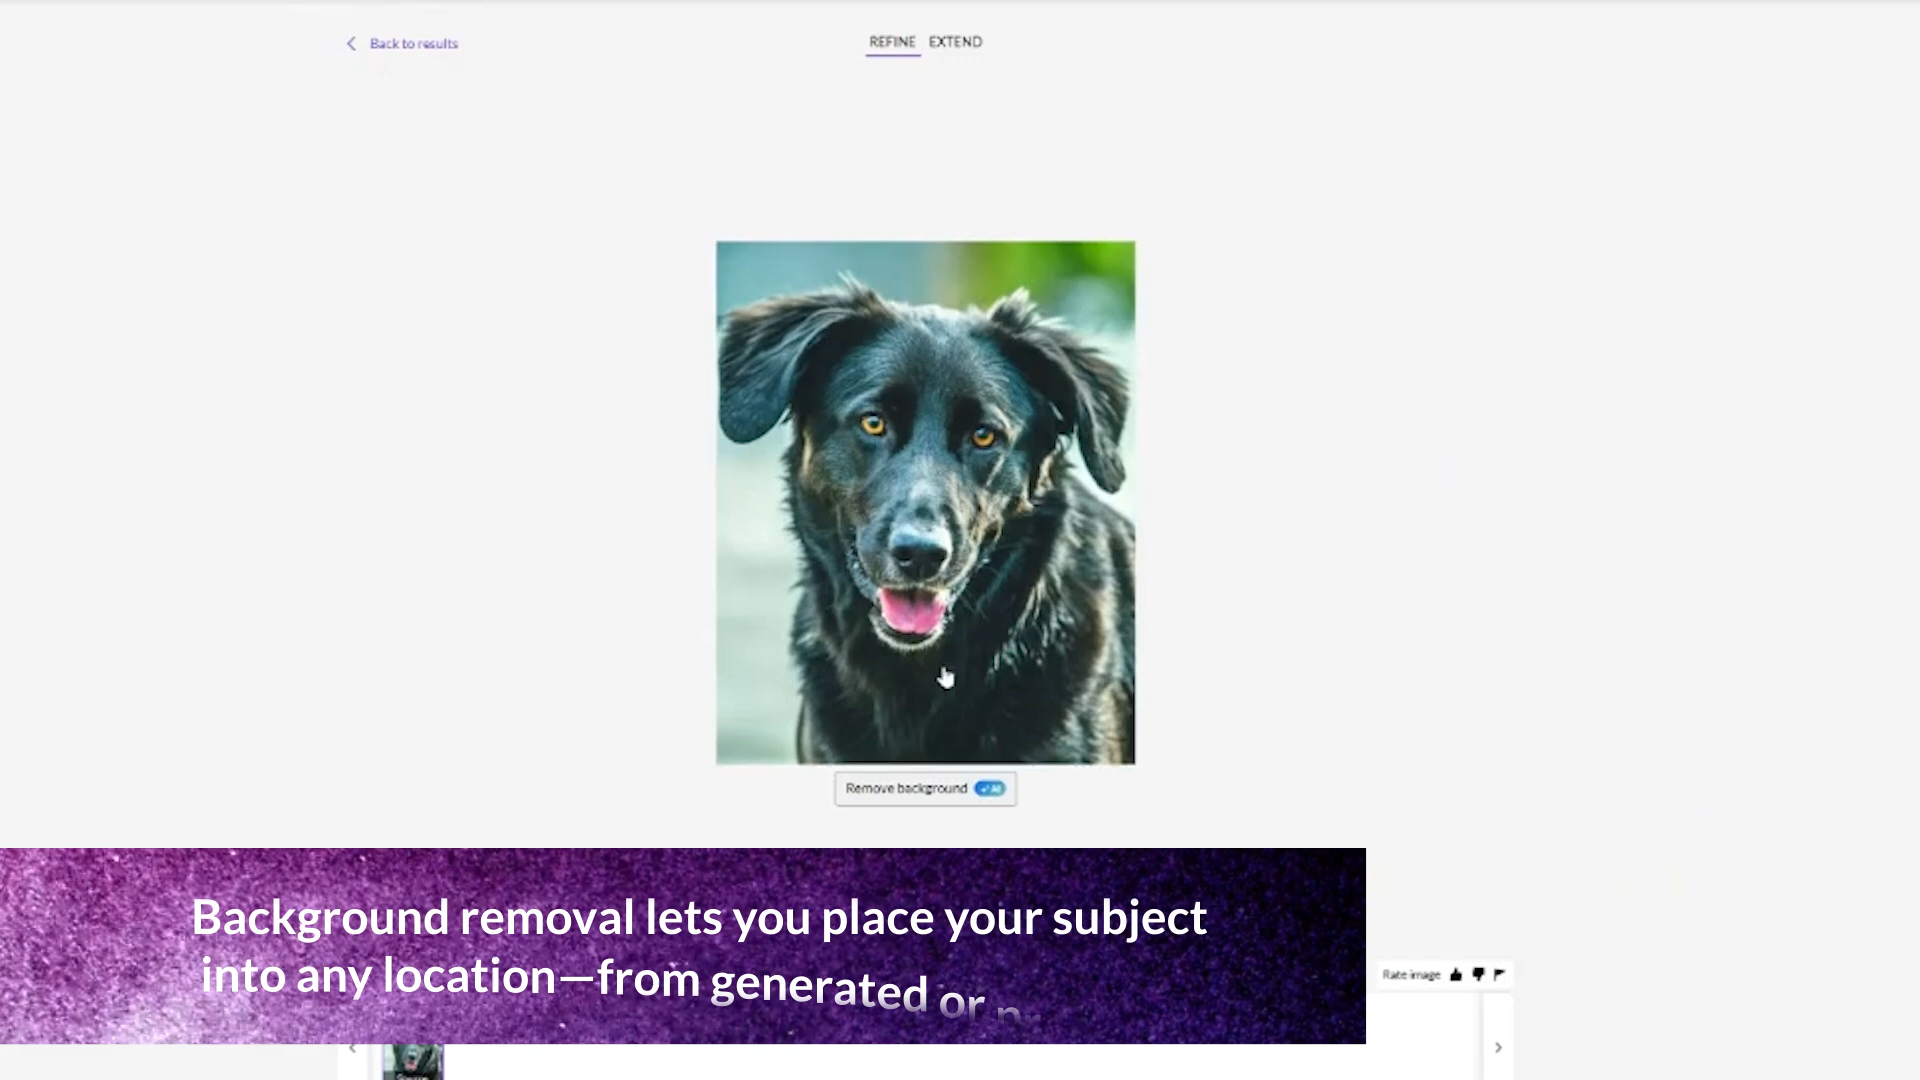 Back to results
REFINE EXTEND
Remove background AI
Background removal lets you place your subject
into any location—from generated or
Rate image